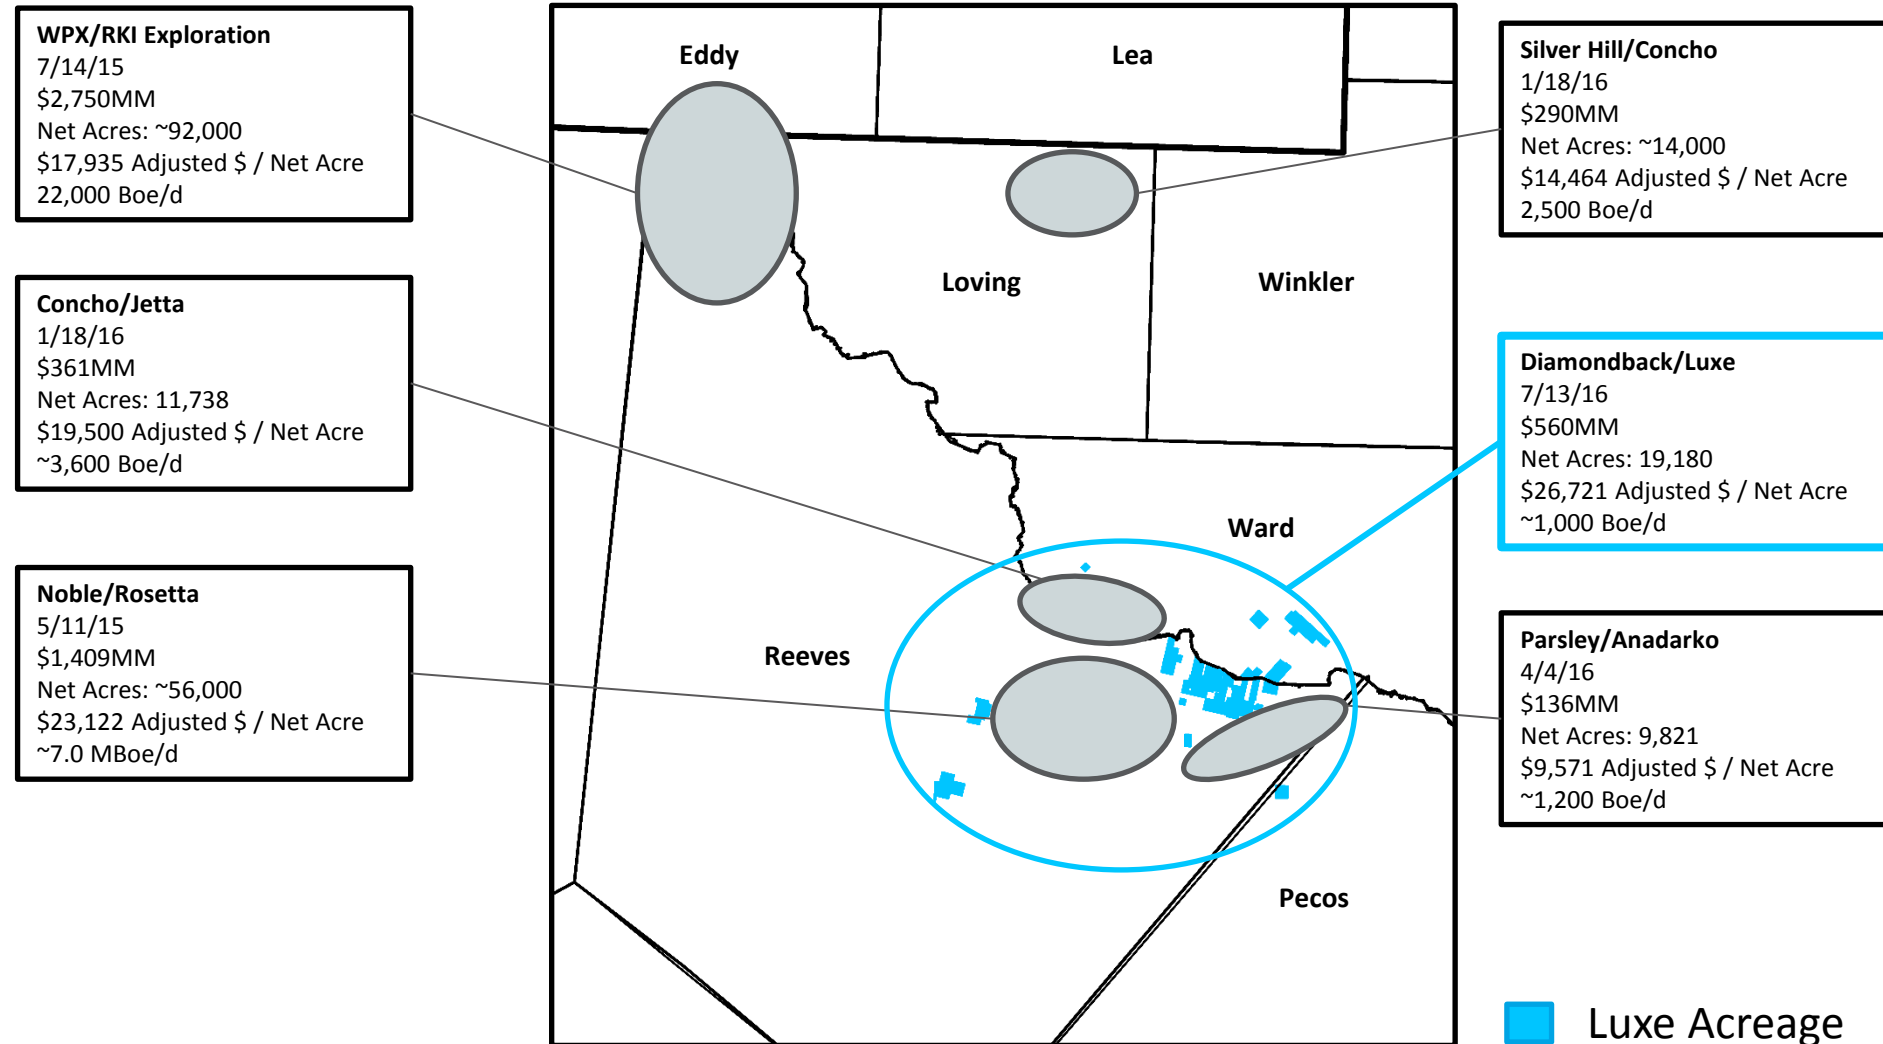 WPX/RKI Exploration
7/14/15
$2,750MM
Net Acres: ~92,000
$17,935 Adjusted $ / Net Acre
22,000 Boe/d
Concho/Jetta
1/18/16
$361MM
Net Acres: 11,738
$19,500 Adjusted $ / Net Acre
~3,600 Boe/d
Noble/Rosetta
5/11/15
$1,409MM
Net Acres: ~56,000
$23,122 Adjusted $ / Net Acre
~7.0 MBoe/d
Eddy
Lea
Loving
Winkler
Ward
Reeves
Pecos
Silver Hill/Concho
1/18/16
$290MM
Net Acres: ~14,000
$14,464 Adjusted $ / Net Acre
2,500 Boe/d
Diamondback/Luxe
7/13/16
$560MM
Net Acres: 19,180
$26,721 Adjusted $ / Net Acre
~1,000 Boe/d
Parsley/Anadarko
4/4/16
$136MM
Net Acres: 9,821
$9,571 Adjusted $ / Net Acre
~1,200 Boe/d
Luxe Acreage